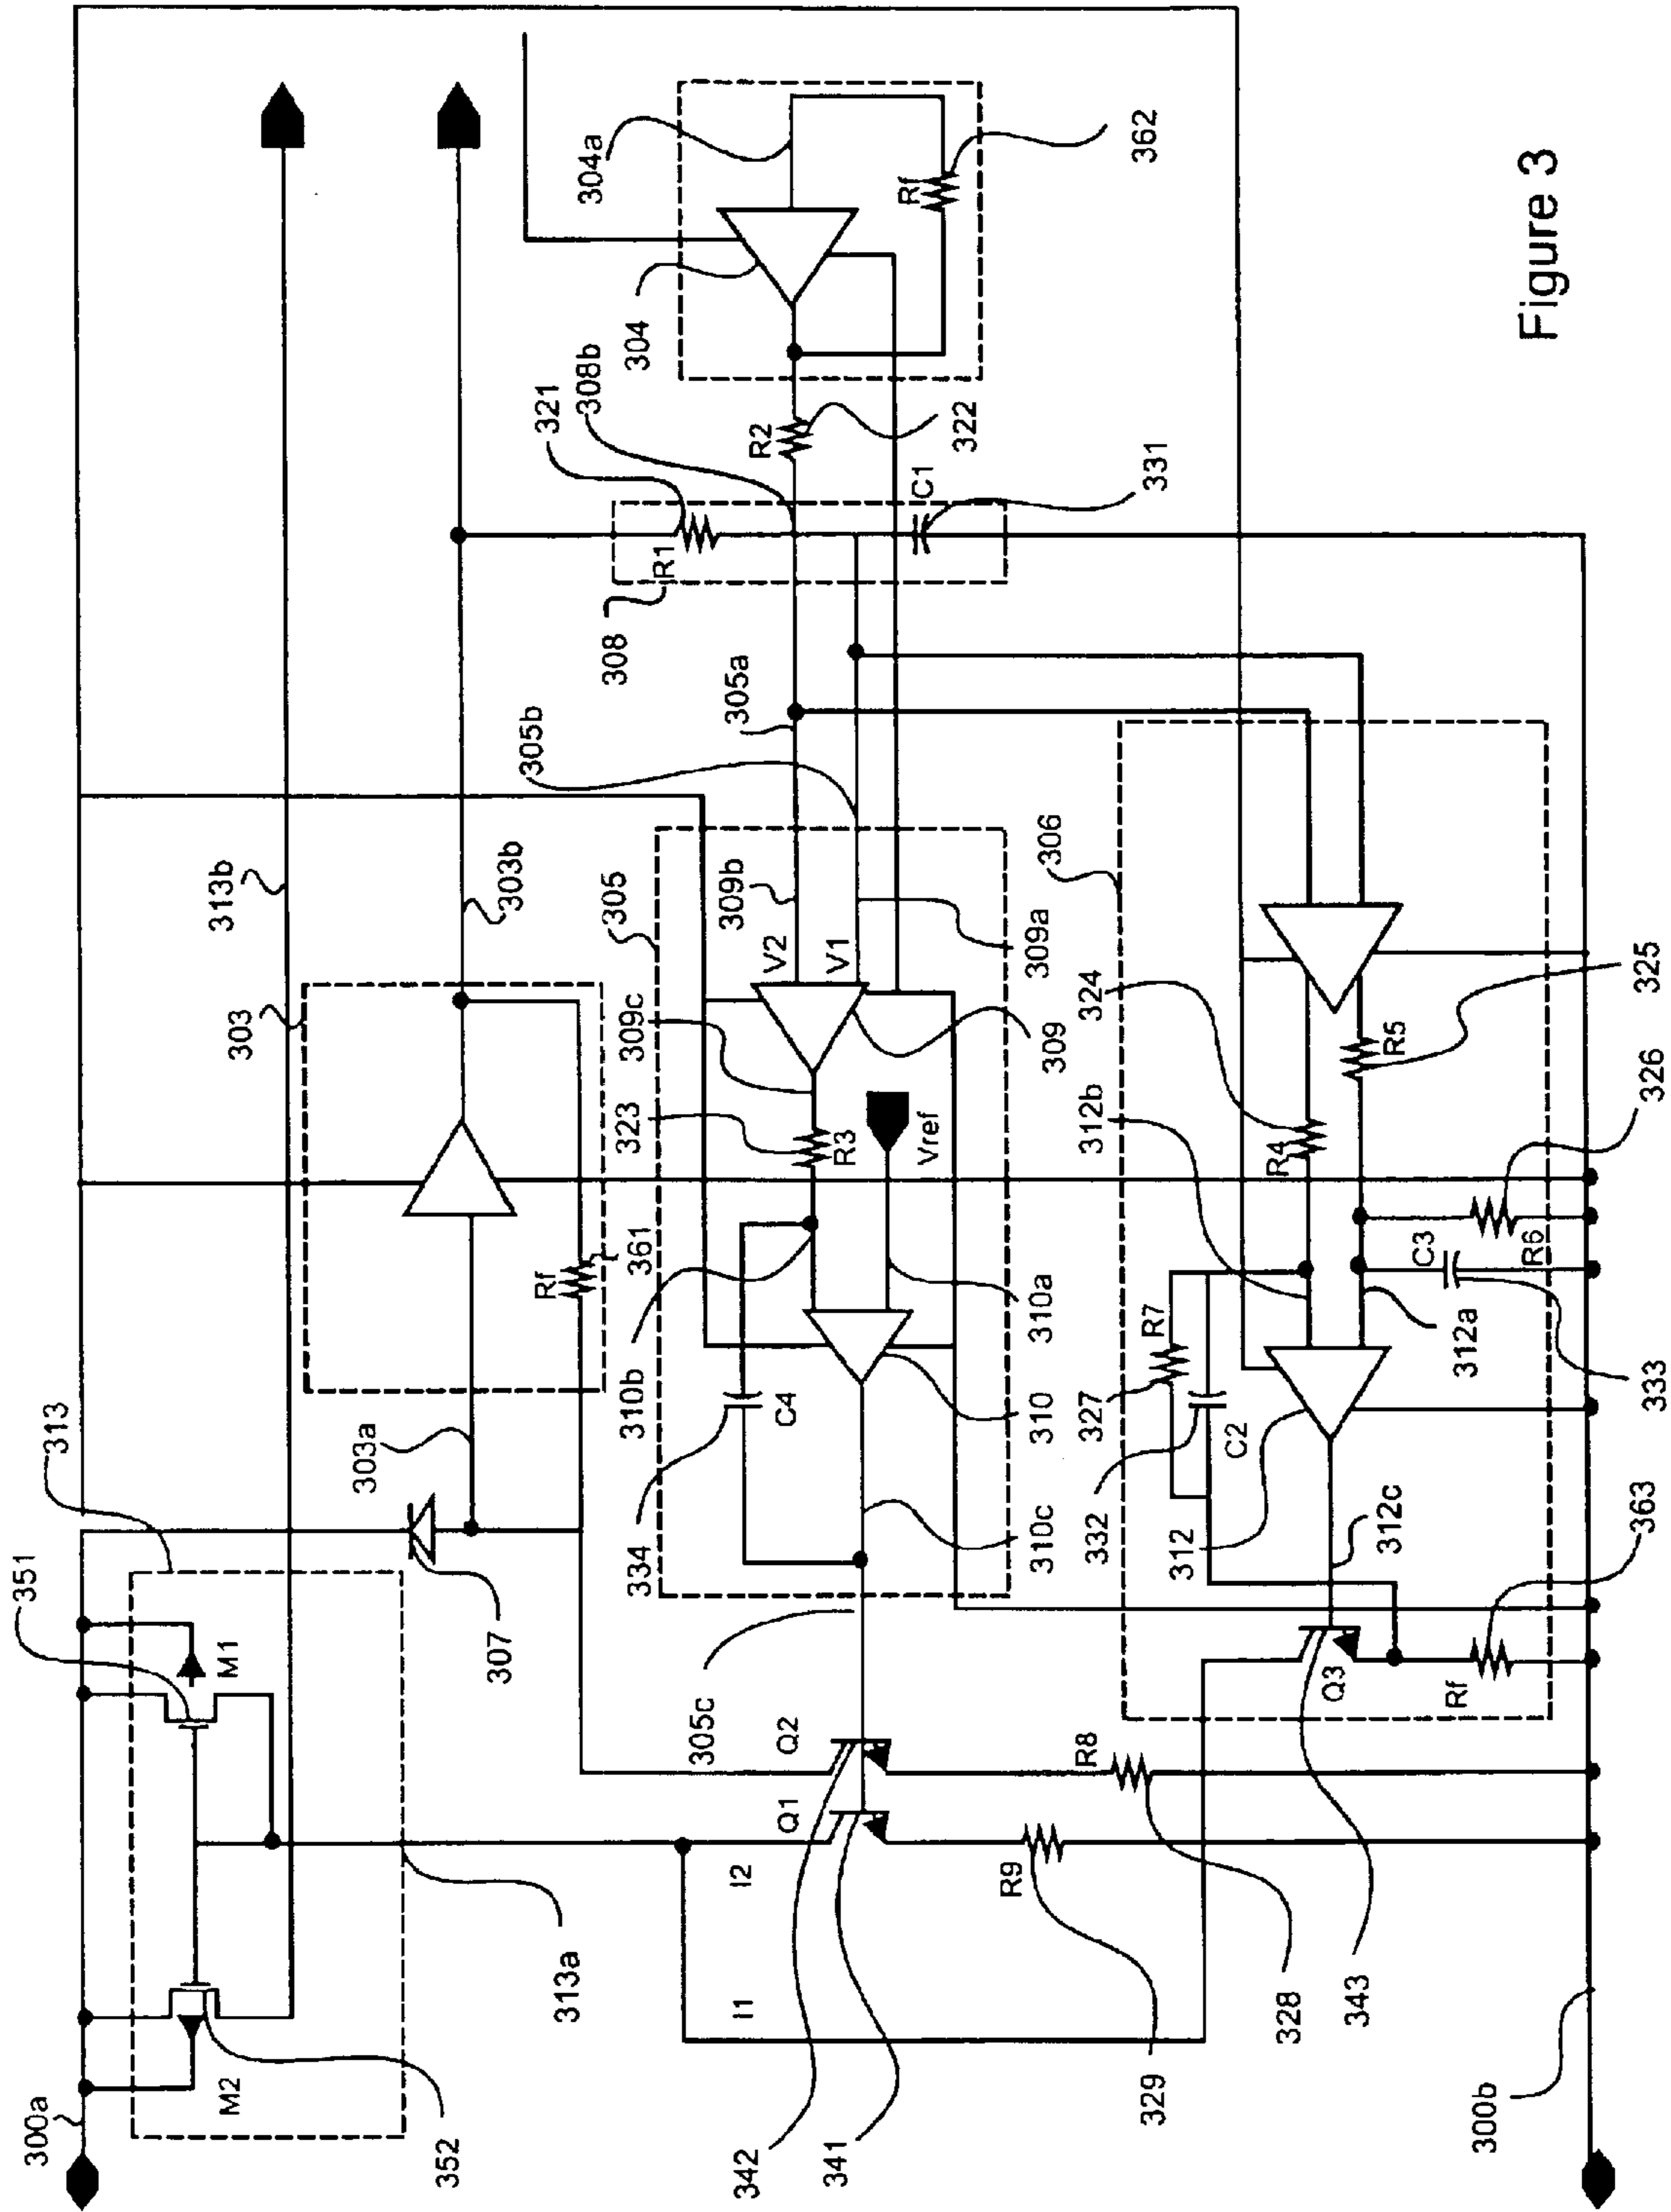 300a
M2
352
313a
351
M1
313
307
303a
303
Rf
361
303b
313b
I1
I2
Q1
Q2
305c
342
341
R9
329
R8
328
343
334
C4
310b
310c
310
310a
323
R3
Vref
309c
309
309a
305
309b
V2
V1
305b
305a
308
R1
321
308b
R2
322
C1
331
304
304a
Rf
362
306
312b
324
R4
R5
325
326
R6
C3
333
312a
R7
327
C2
332
312
312c
Q3
Rf
363
300b
Figure 3